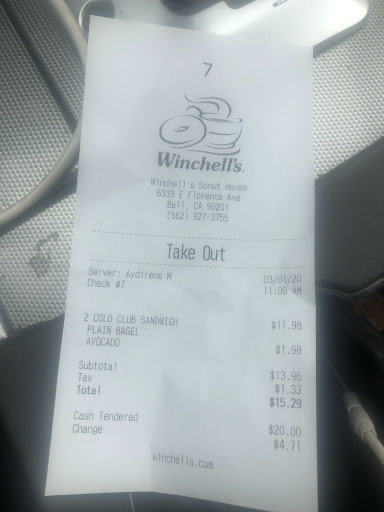 7
Winchell's.
Winchell's Donut House
6333 E Florence Ave
Bell, CA 90201
(562) 927-3755
Take Out
Server: Aydirene M 03/01/20
Check #7 11:08 AM
2 COLD CLUB SANDWICH $11.98
PLAIN BAGEL
AVOCADO $1.98
Subtotal $13.96
Tax $1.33
Total $15.29
Cash Tendered $20.00
Change $4.71
winchells.com